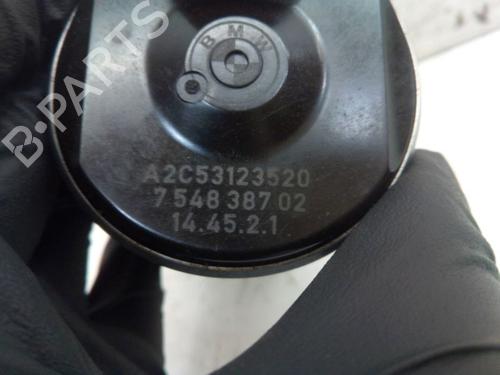 BMW
A2C53123520
7 548 387 02
14.45.2.1
B-PARTS